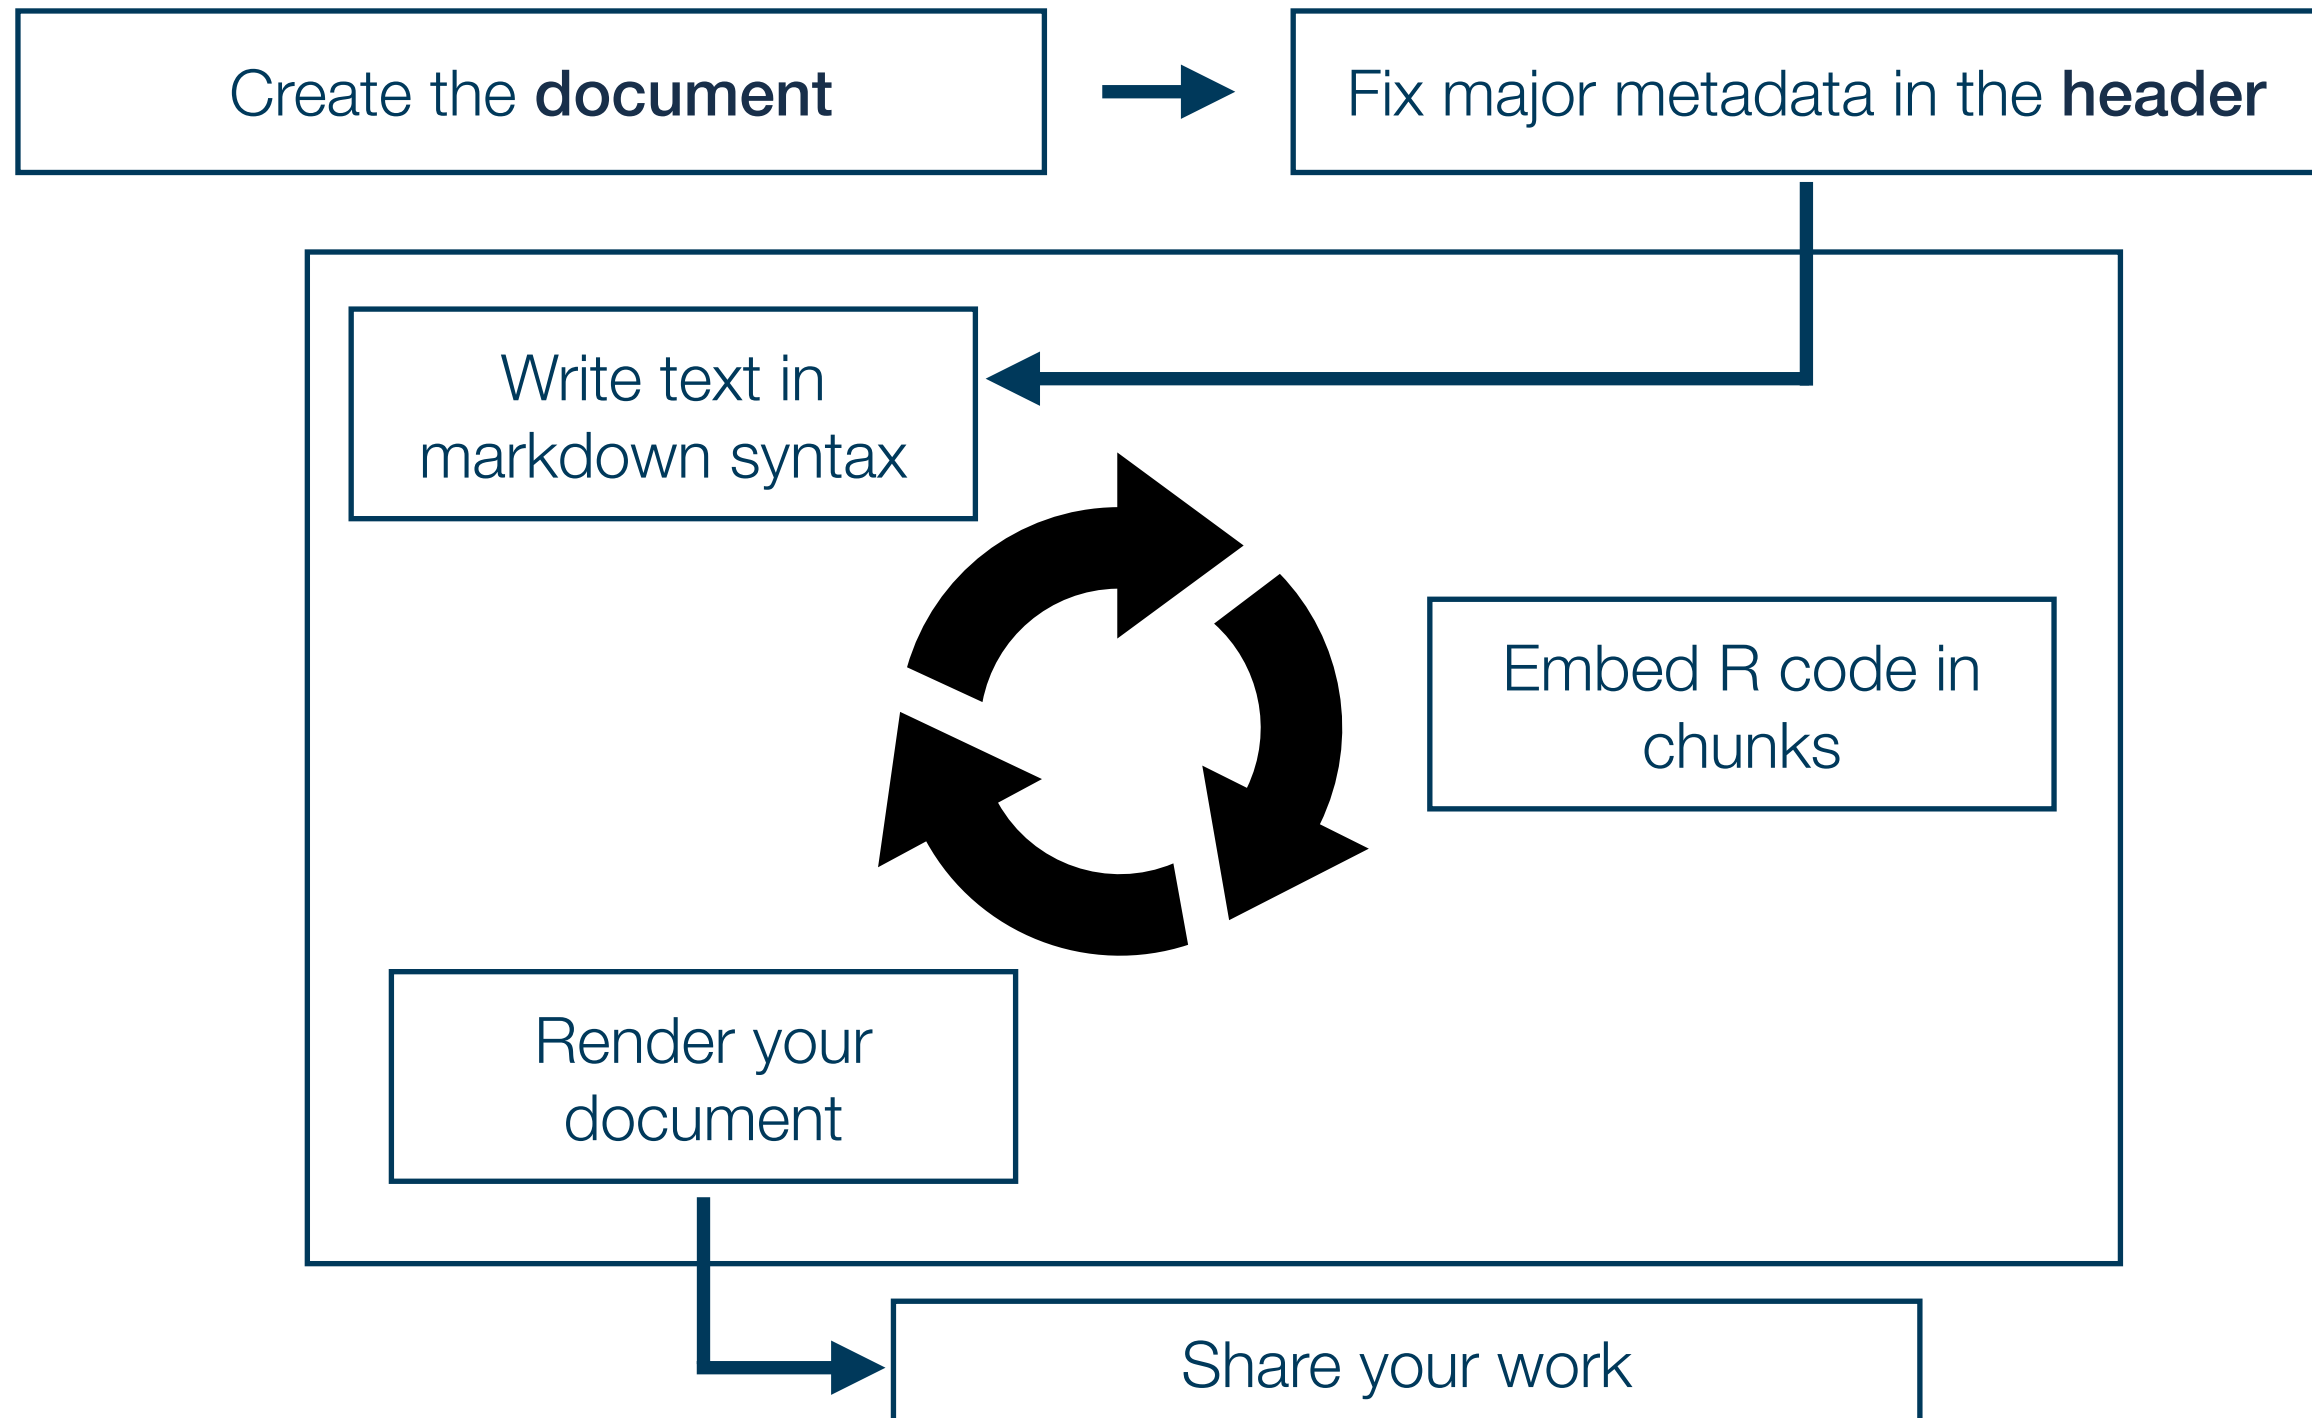 Create the document
Fix major metadata in the header
Write text in
markdown syntax
Embed R code in
chunks
Render your
document
Share your work